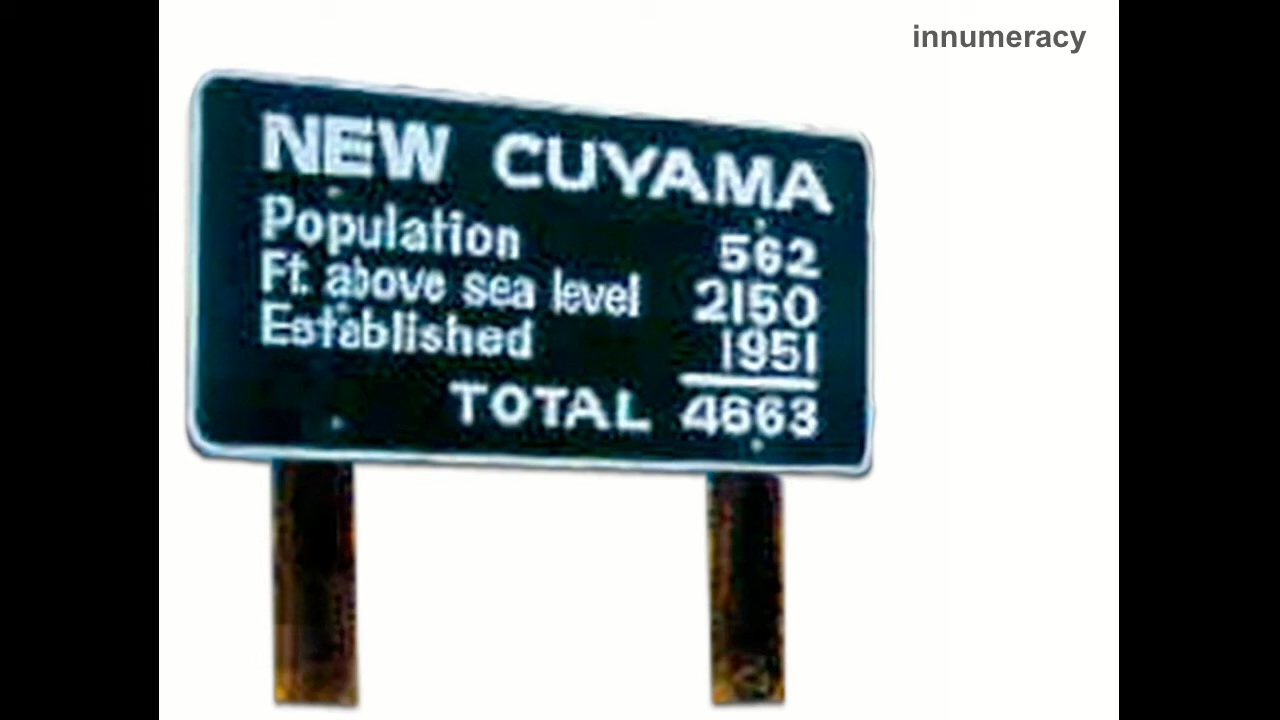 innumeracy
NEW CUYAMA
Population 562
Ft. above sea level 2150
Established 1951
TOTAL 4663